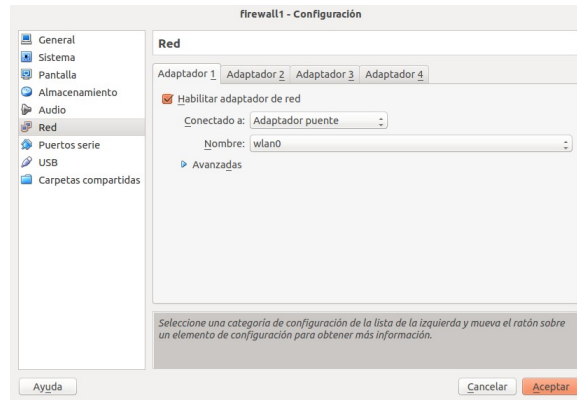 firewall1 - Configuración
General
Sistema
Pantalla
Almacenamiento
Audio
Red
Puertos serie
USB
Carpetas compartidas
Red
Adaptador 1 Adaptador 2 Adaptador 3 Adaptador 4
Habilitar adaptador de red
Conectado a: Adaptador puente
Nombre: wlan0
Avanzadas
Seleccione una categoría de configuración de la lista de la izquierda y mueva el ratón sobre
un elemento de configuración para obtener más información.
Ayuda Cancelar Aceptar